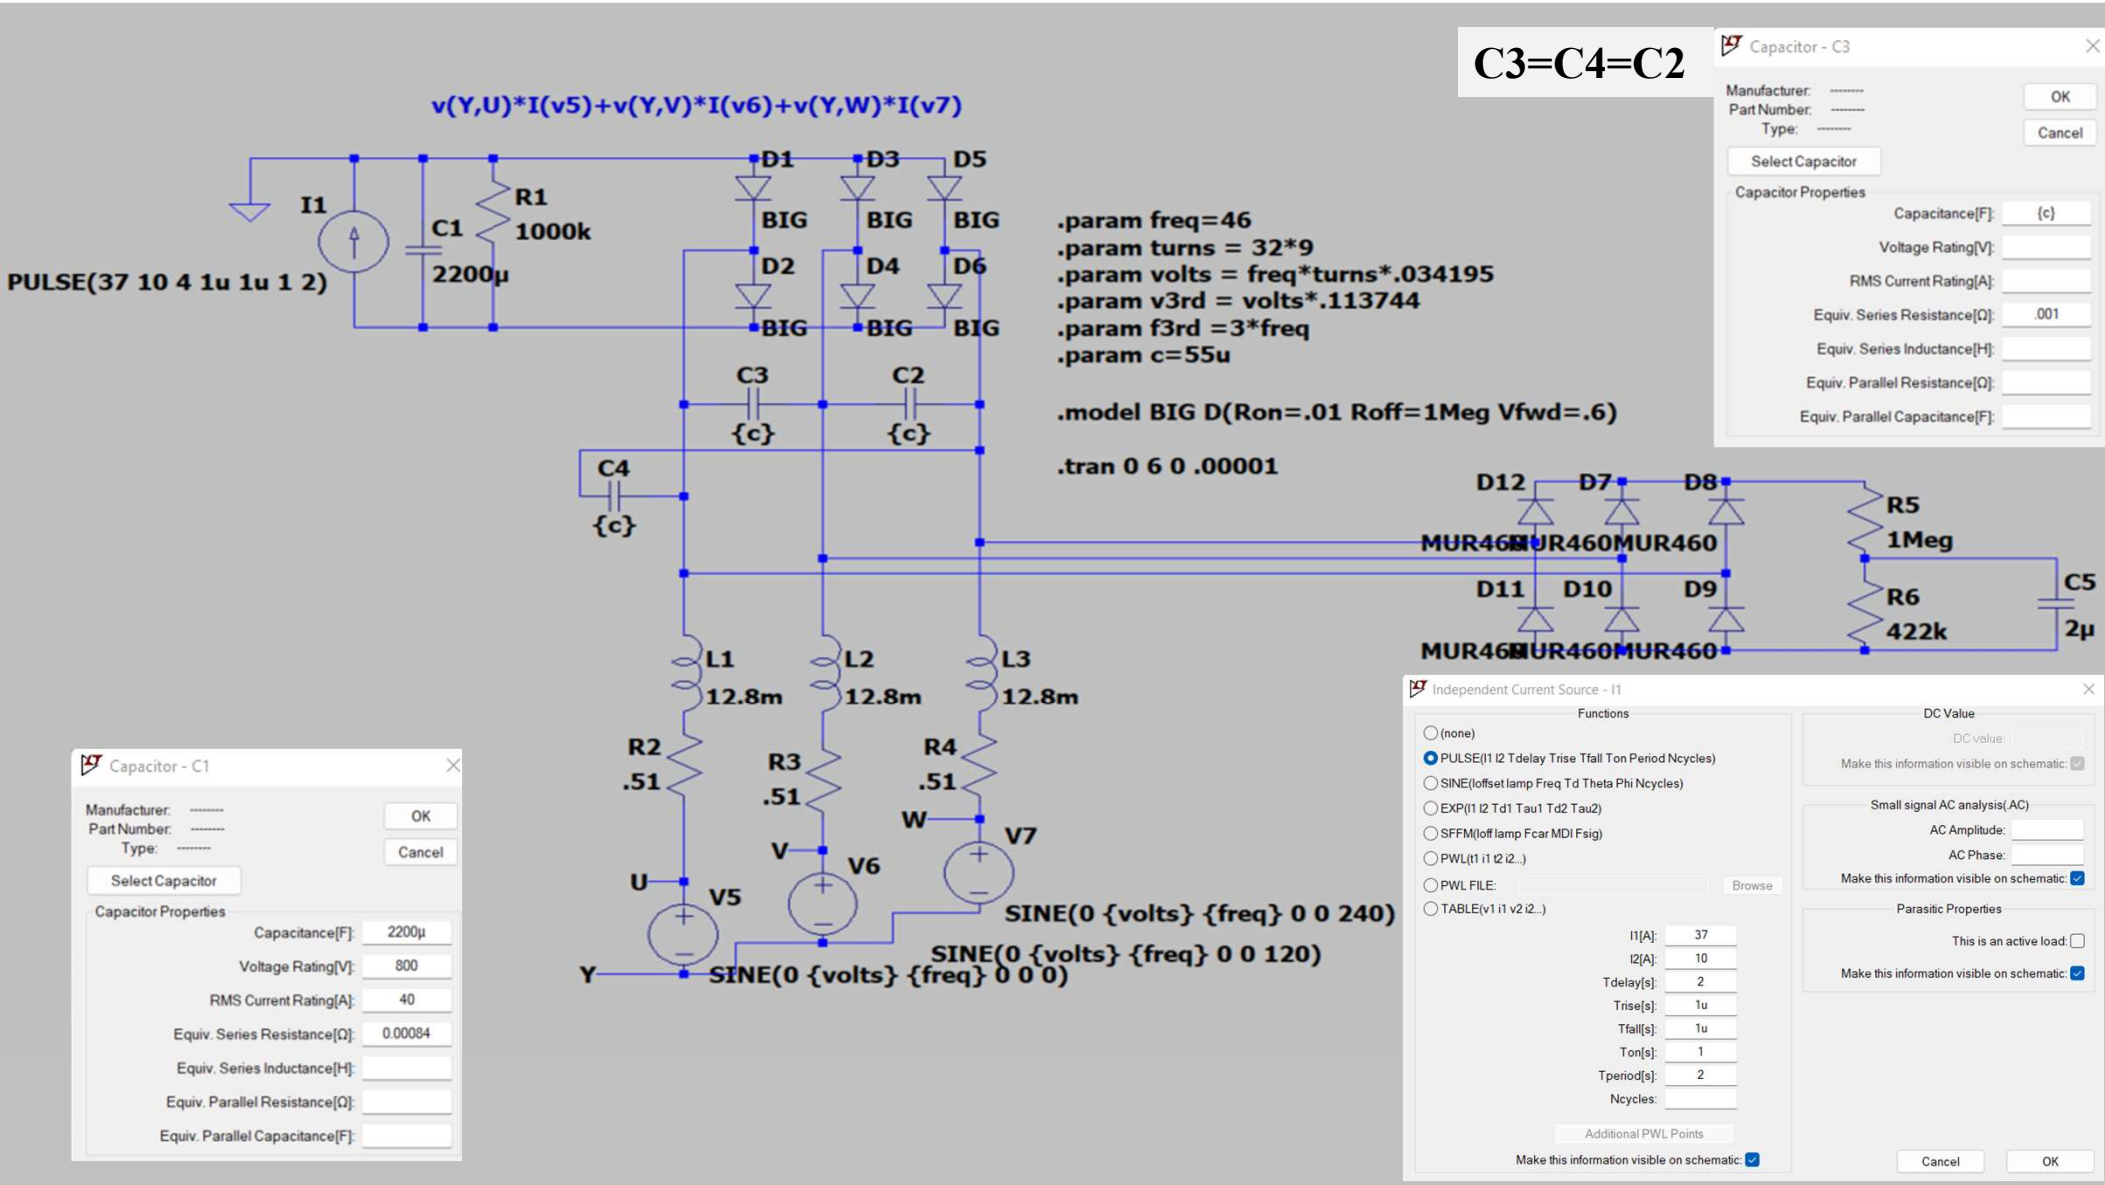 C3=C4=C2
v(Y,U)*I(v5)+v(Y,V)*I(v6)+v(Y,W)*I(v7)
I1
PULSE(37 10 4 1u 1u 1 2)
C1
2200µ
R1
1000k
D1
BIG
D3
BIG
D5
BIG
D2
BIG
D4
BIG
D6
BIG
.param freq=46
.param turns = 32*9
.param volts = freq*turns*.034195
.param v3rd = volts*.113744
.param f3rd =3*freq
.param c=55u
.model BIG D(Ron=.01 Roff=1Meg Vfwd=.6)
.tran 0 6 0 .00001
C3
{c}
C2
{c}
C4
{c}
D12
D7
D8
MUR460
MUR460
MUR460
D11
D10
D9
MUR460
MUR460
MUR460
R5
1Meg
R6
422k
C5
2µ
L1
12.8m
L2
12.8m
L3
12.8m
R2
.51
R3
.51
R4
.51
U
V
W
Y
V5
SINE(0 {volts} {freq} 0 0 0)
V6
SINE(0 {volts} {freq} 0 0 120)
V7
SINE(0 {volts} {freq} 0 0 240)
Capacitor - C3
Manufacturer: --------
Part Number: --------
Type: --------
OK
Cancel
Select Capacitor
Capacitor Properties
Capacitance[F]: {c}
Voltage Rating[V]:
RMS Current Rating[A]:
Equiv. Series Resistance[Ω]: .001
Equiv. Series Inductance[H]:
Equiv. Parallel Resistance[Ω]:
Equiv. Parallel Capacitance[F]:
Capacitor - C1
Manufacturer: --------
Part Number: --------
Type: --------
OK
Cancel
Select Capacitor
Capacitor Properties
Capacitance[F]: 2200µ
Voltage Rating[V]: 800
RMS Current Rating[A]: 40
Equiv. Series Resistance[Ω]: 0.00084
Equiv. Series Inductance[H]:
Equiv. Parallel Resistance[Ω]:
Equiv. Parallel Capacitance[F]:
Independent Current Source - I1
Functions
(none)
PULSE(I1 I2 Tdelay Trise Tfall Ton Period Ncycles)
SINE(Ioffset Iamp Freq Td Theta Phi Ncycles)
EXP(I1 I2 Td1 Tau1 Td2 Tau2)
SFFM(Ioff Iamp Fcar MDI Fsig)
PWL(t1 i1 t2 i2...)
PWL FILE:
Browse
TABLE(v1 i1 v2 i2...)
I1[A]: 37
I2[A]: 10
Tdelay[s]: 2
Trise[s]: 1u
Tfall[s]: 1u
Ton[s]: 1
Tperiod[s]: 2
Ncycles:
Additional PWL Points
Make this information visible on schematic:
DC Value
DC value:
Make this information visible on schematic:
Small signal AC analysis(.AC)
AC Amplitude:
AC Phase:
Make this information visible on schematic:
Parasitic Properties
This is an active load:
Make this information visible on schematic:
Cancel
OK